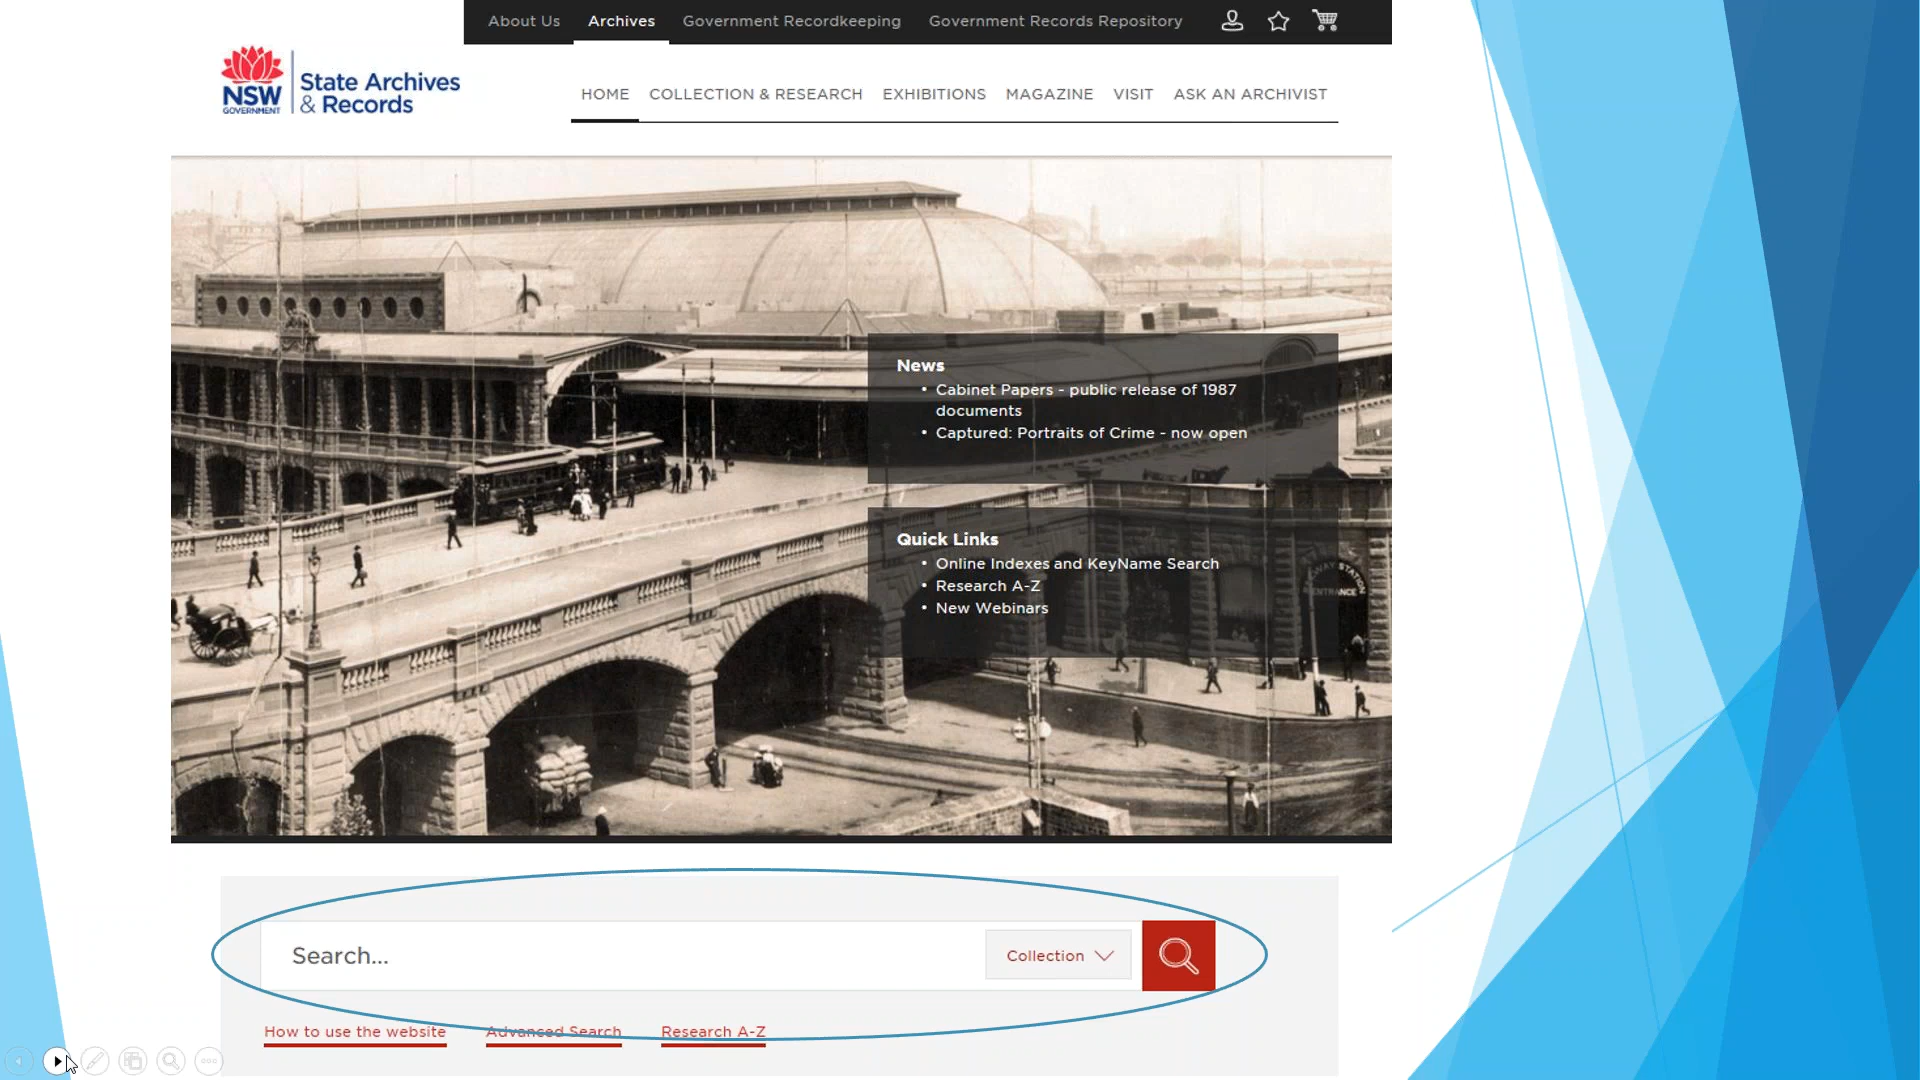 About Us Archives Government Recordkeeping Government Records Repository
NSW
GOVERNMENT
State Archives
& Records
HOME COLLECTION & RESEARCH EXHIBITIONS MAGAZINE VISIT ASK AN ARCHIVIST
News
• Cabinet Papers - public release of 1987
documents
• Captured: Portraits of Crime - now open
Quick Links
• Online Indexes and KeyName Search
• Research A-Z
• New Webinars
STATION
ENTRANCE
Search...
Collection
How to use the website Advanced Search Research A-Z